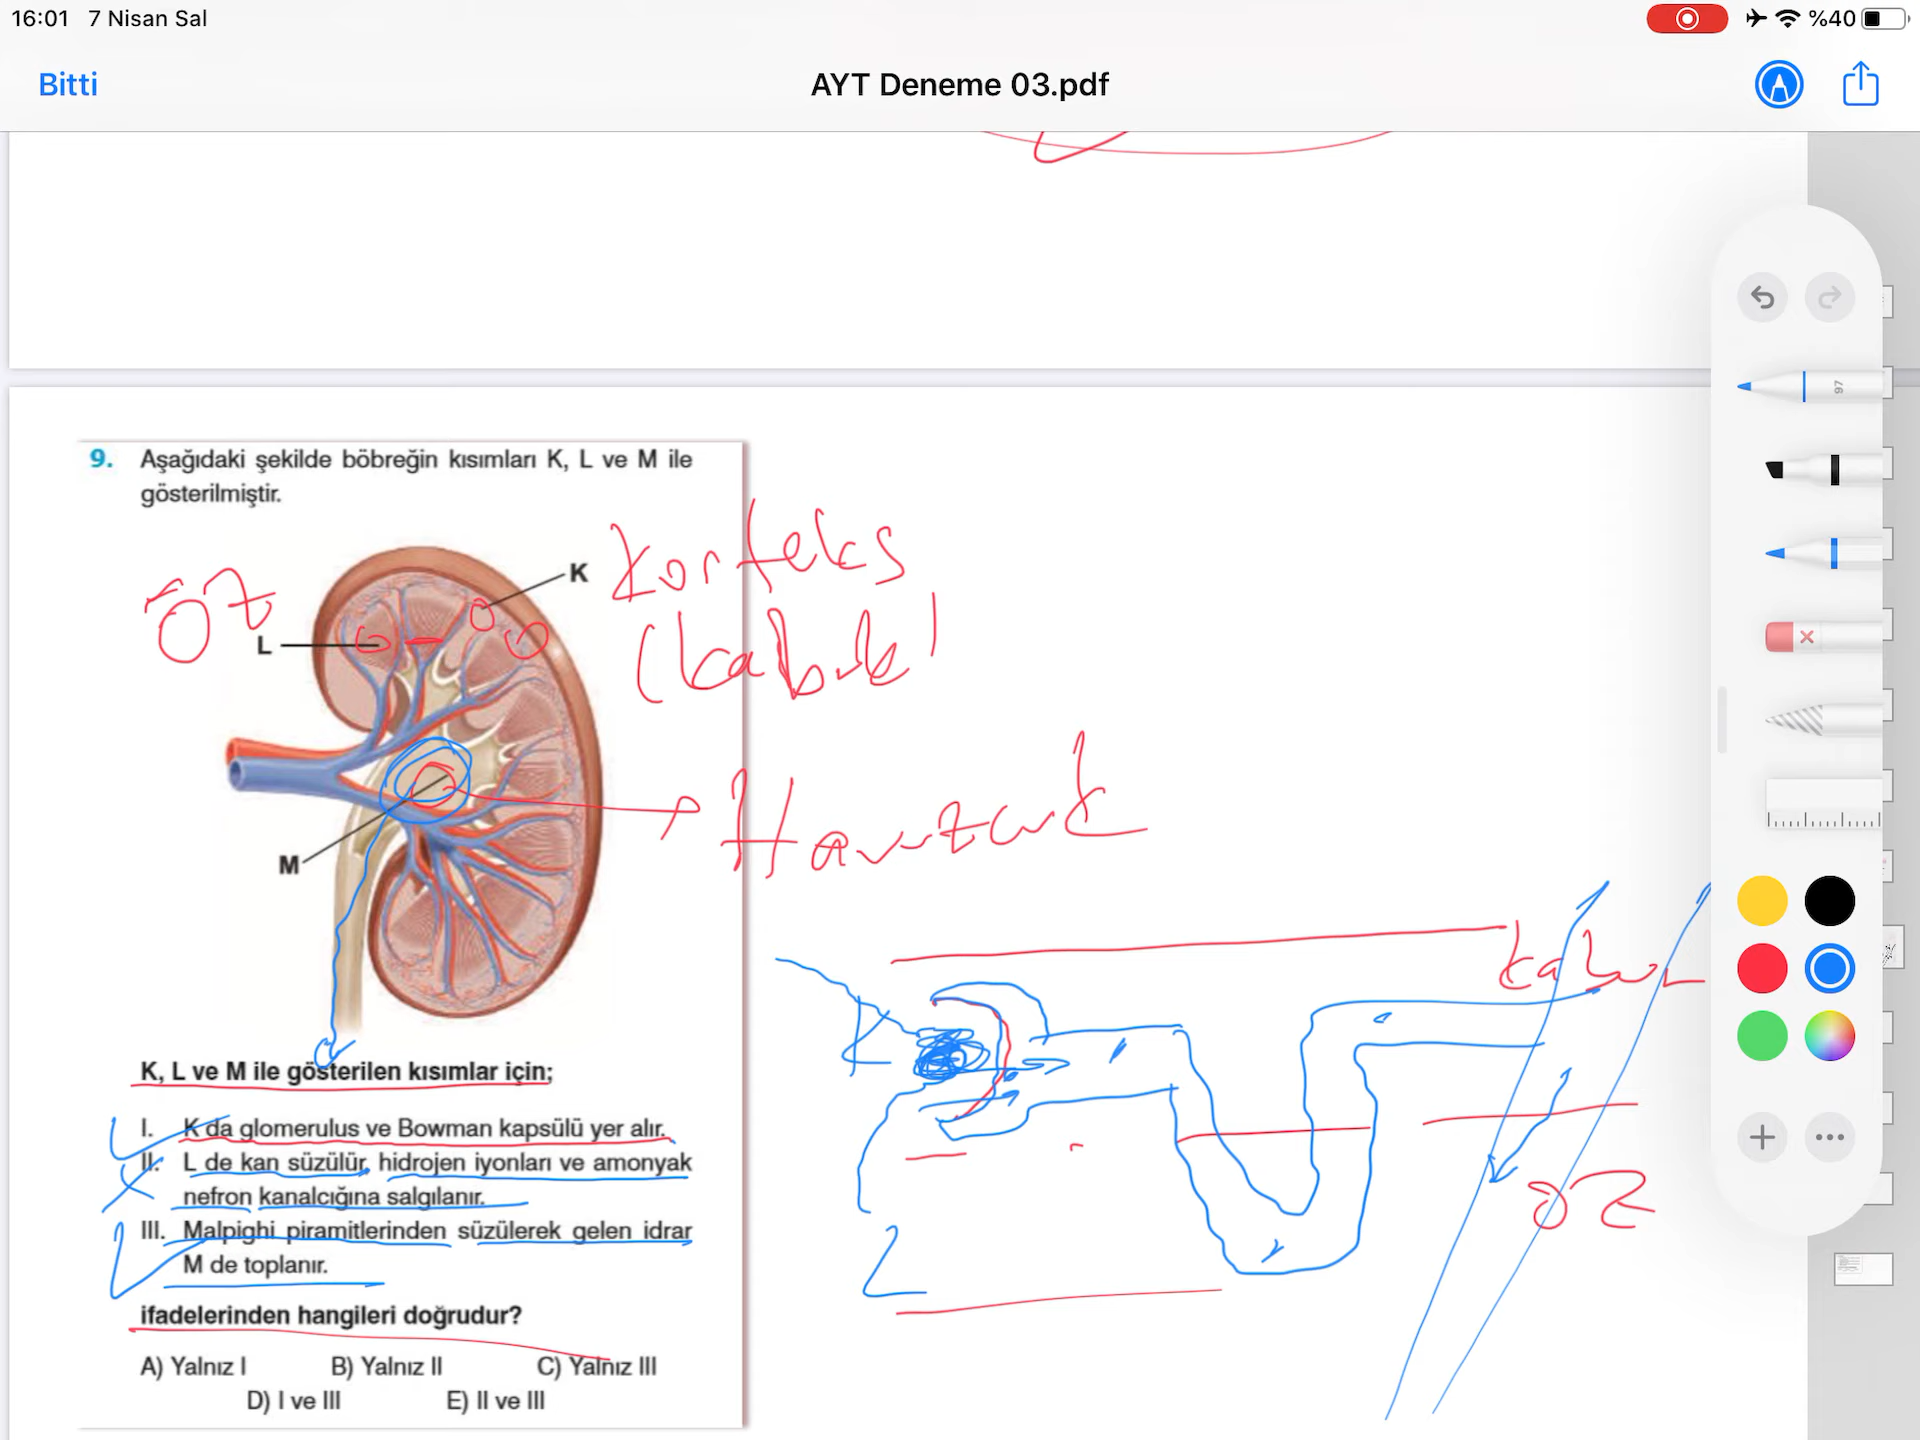 16:01 7 Nisan Sal
%40
Bitti
AYT Deneme 03.pdf
97
9. Aşağıdaki şekilde böbreğin kısımları K, L ve M ile
gösterilmiştir.
K
Korteks
(kabuk)
öz
L
Havuzcuk
M
kabuk
K
öz
L
K, L ve M ile gösterilen kısımlar için;
I. K da glomerulus ve Bowman kapsülü yer alır.
II. L de kan süzülür, hidrojen iyonları ve amonyak
nefron kanalcığına salgılanır.
III. Malpighi piramitlerinden süzülerek gelen idrar
M de toplanır.
ifadelerinden hangileri doğrudur?
A) Yalnız I B) Yalnız II C) Yalnız III
D) I ve III E) II ve III